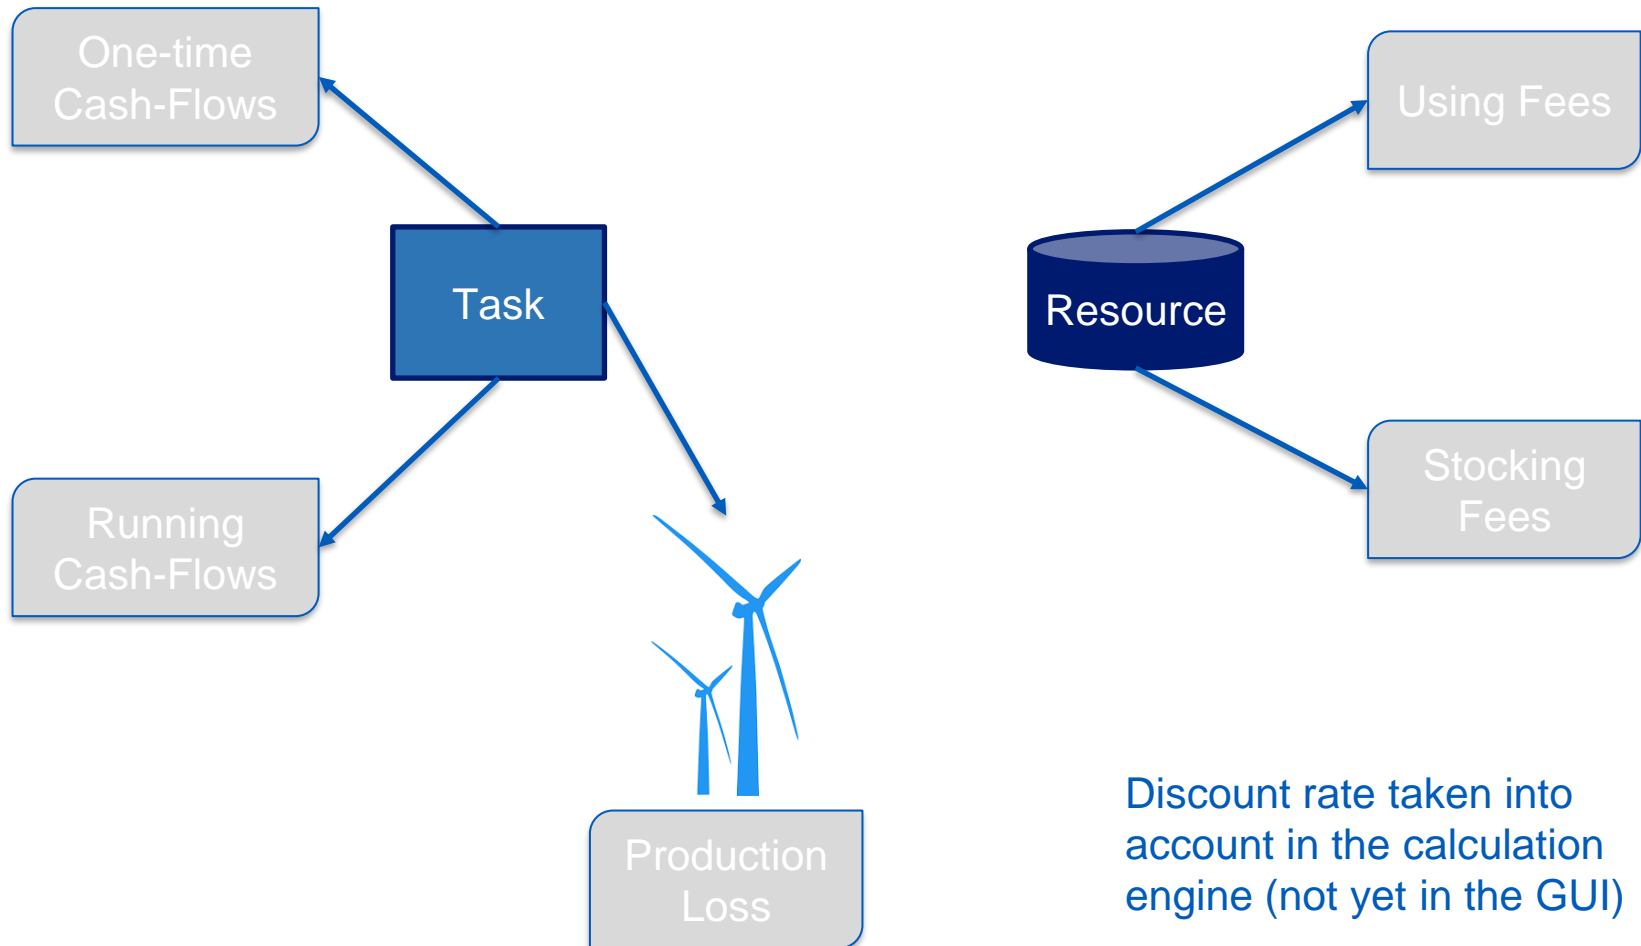 One-time
Cash-Flows
Using Fees
Task
Resource
Running
Cash-Flows
Stocking
Fees
Production
Loss
Discount rate taken into
account in the calculation
engine (not yet in the GUI)